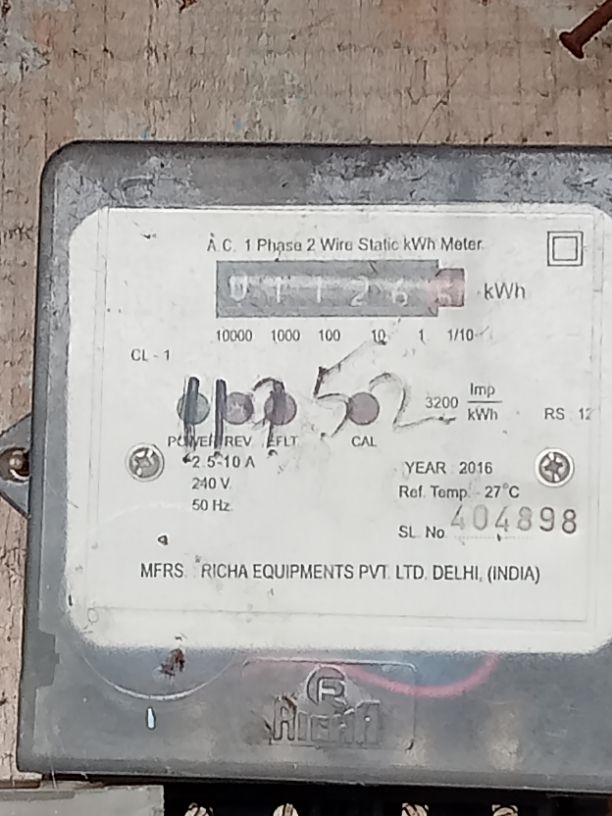 A.C. 1 Phase 2 Wire Static kWh Meter
01126 kWh
10000 1000 100 10 1 1/10
CL - 1
3200 Imp/kWh
RS : 12
POWER REV EFLT CAL
2.5-10 A
240 V.
50 Hz.
YEAR : 2016
Ref. Temp. - 27°C
SL. No. 404898
MFRS. : RICHA EQUIPMENTS PVT. LTD. DELHI, (INDIA)
R
RICHA